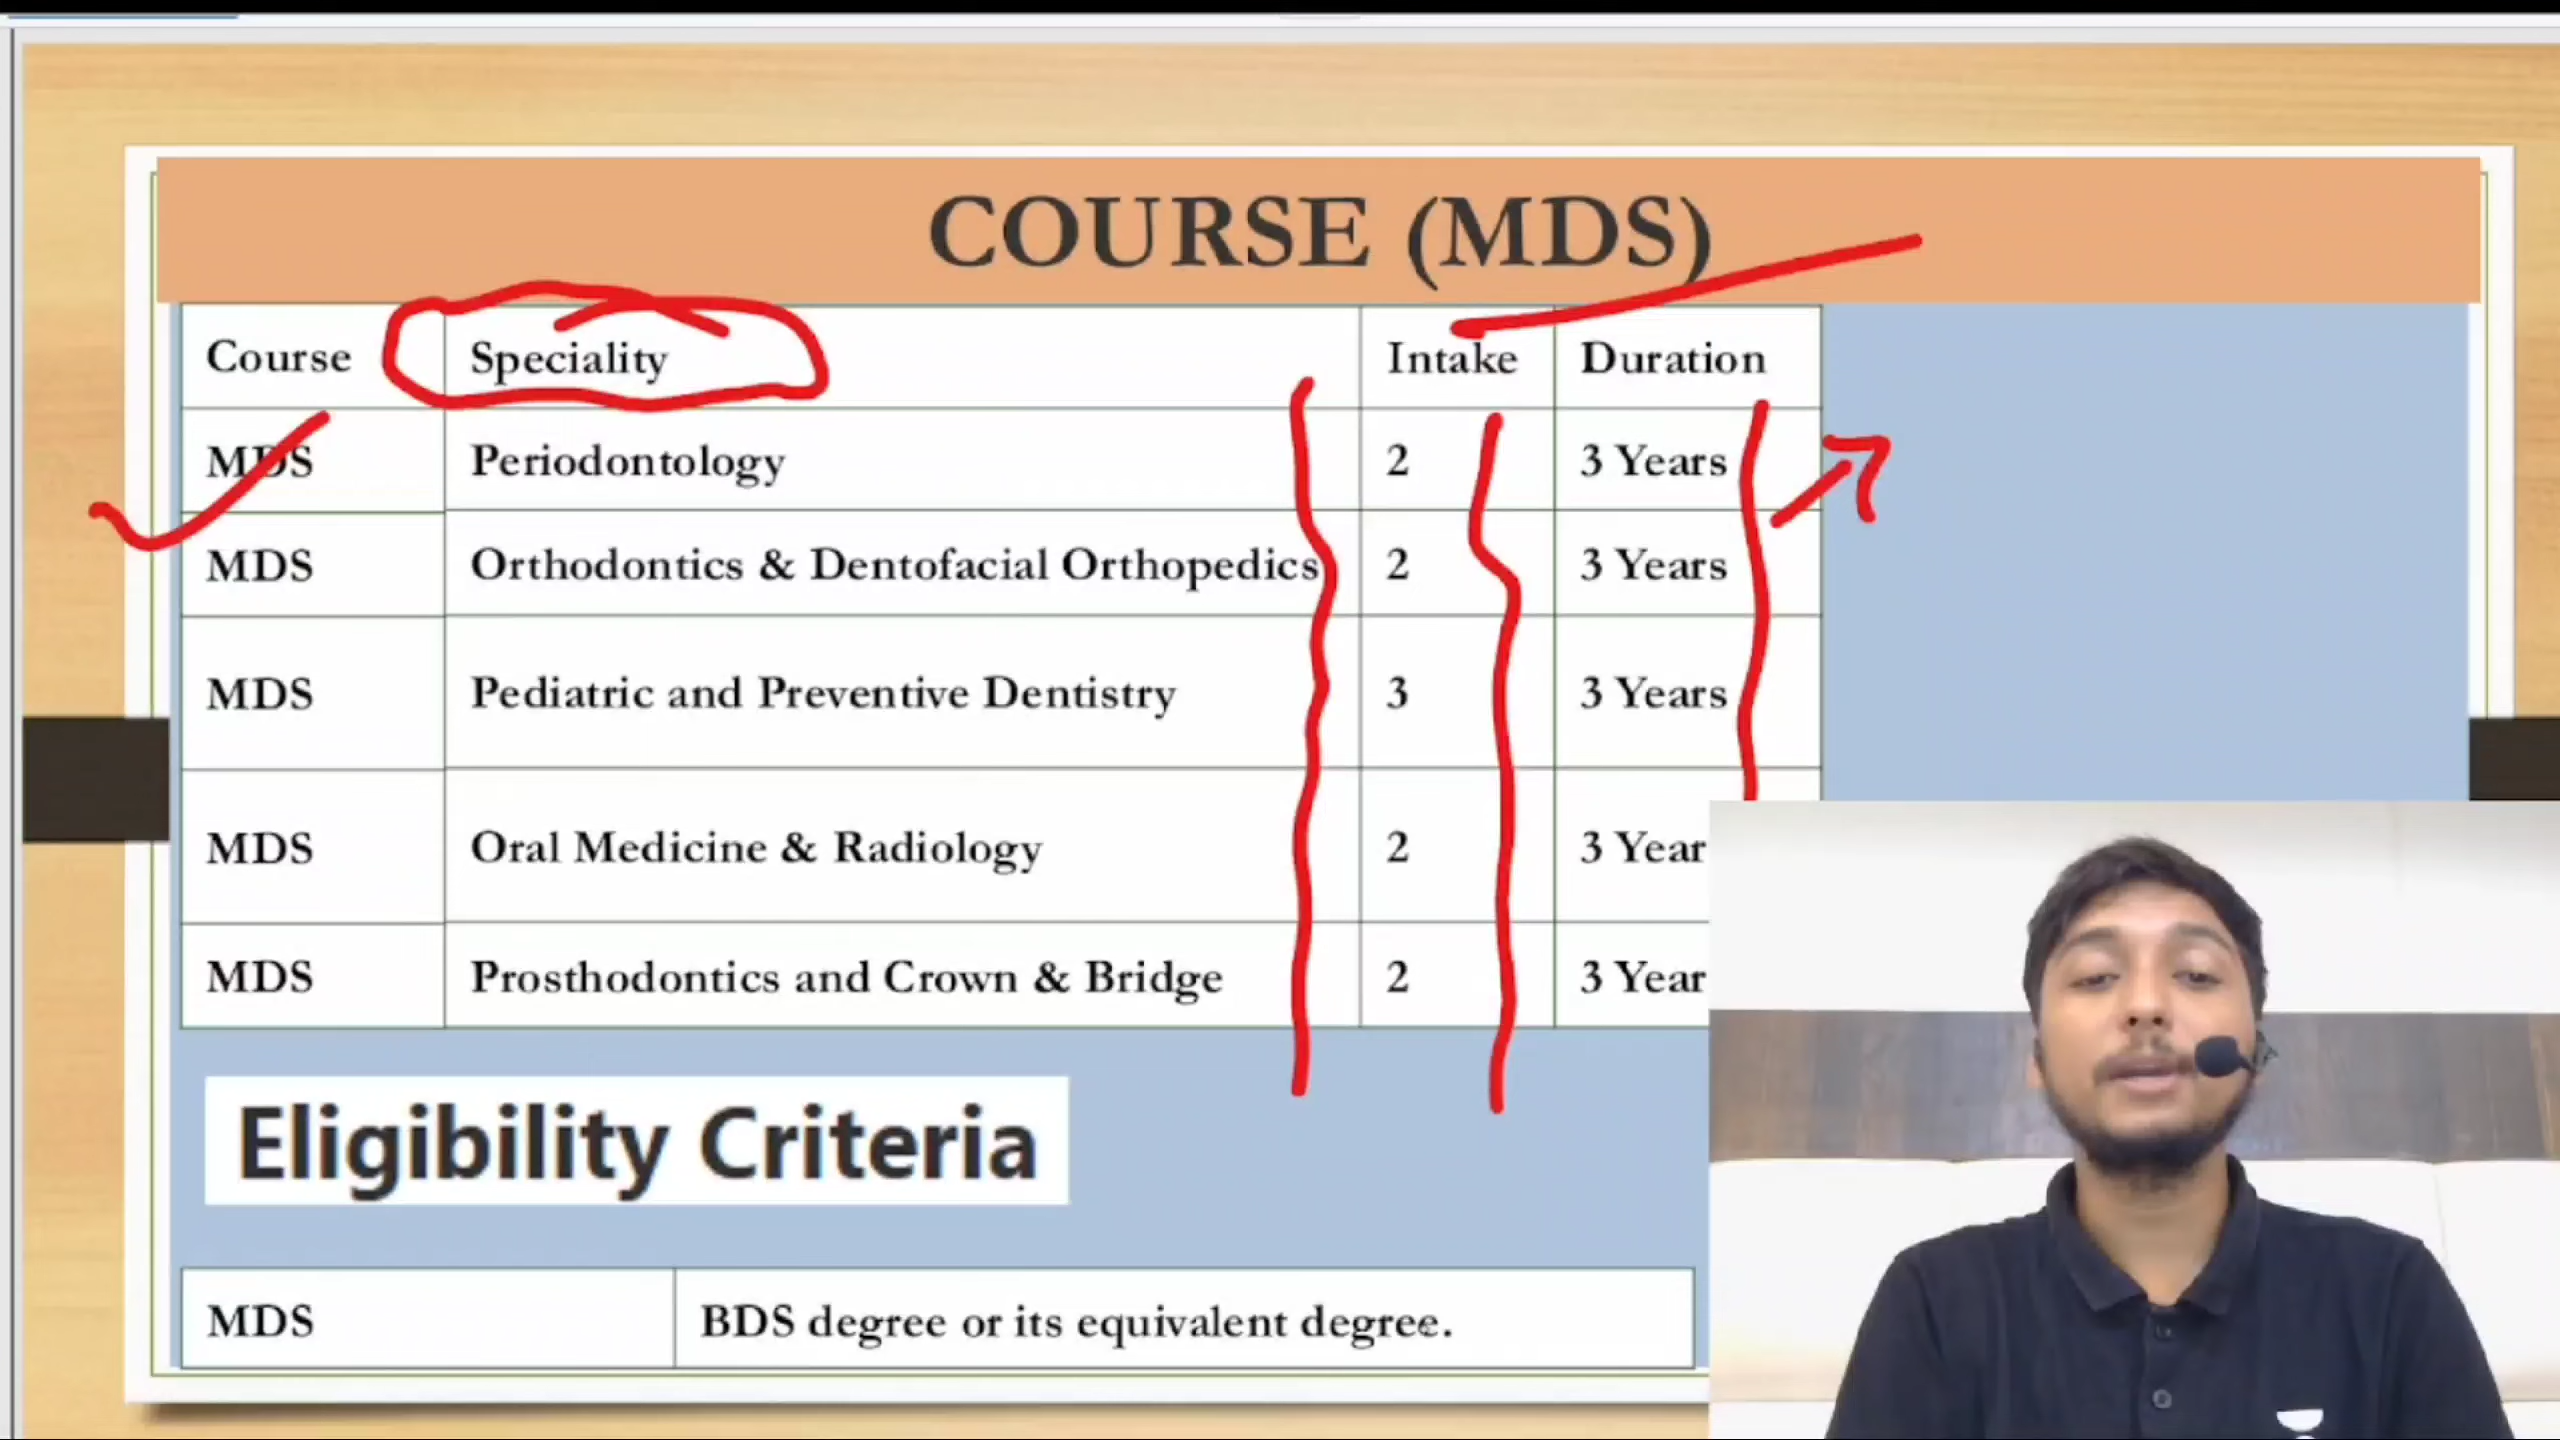 COURSE (MDS)
Course Speciality Intake Duration
MDS Periodontology 2 3 Years
MDS Orthodontics & Dentofacial Orthopedics 2 3 Years
MDS Pediatric and Preventive Dentistry 3 3 Years
MDS Oral Medicine & Radiology 2 3 Year
MDS Prosthodontics and Crown & Bridge 2 3 Year
Eligibility Criteria
MDS BDS degree or its equivalent degree.